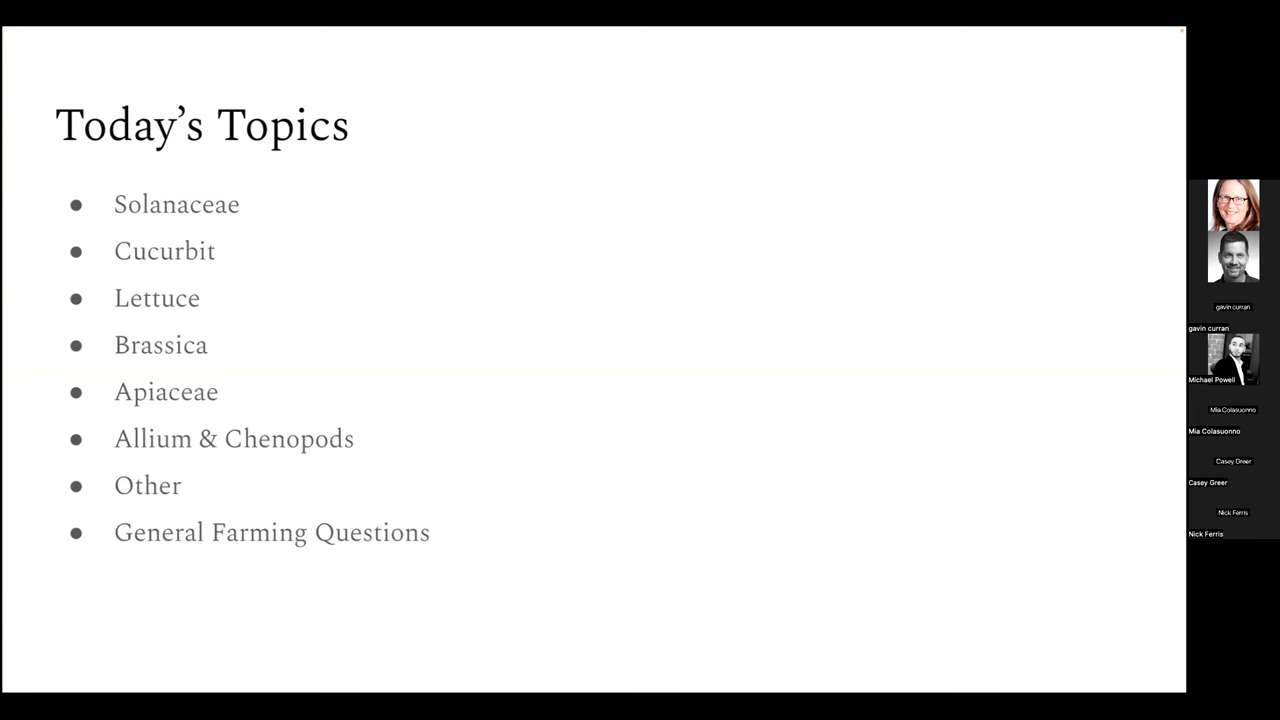 Today’s Topics
● Solanaceae
● Cucurbit
● Lettuce
● Brassica
● Apiaceae
● Allium & Chenopods
● Other
● General Farming Questions
gavin curran
gavin curran
Michael Powell
Mia Colasuonno
Mia Colasuonno
Casey Greer
Casey Greer
Nick Ferris
Nick Ferris